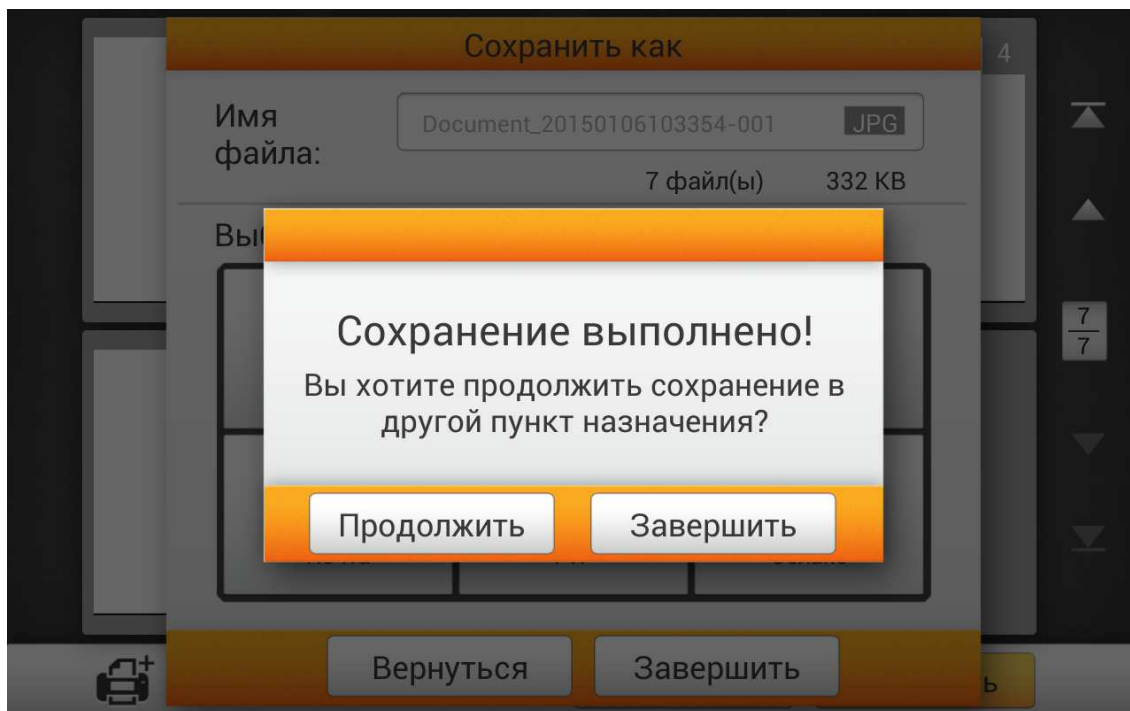 Сохранить как
4
Имя
файла:
Document_20150106103354-001
JPG
7 файл(ы)
332 KB
Сохранение выполнено!
Вы хотите продолжить сохранение в
другой пункт назначения?
Продолжить
Завершить
7
7
Вернуться
Завершить